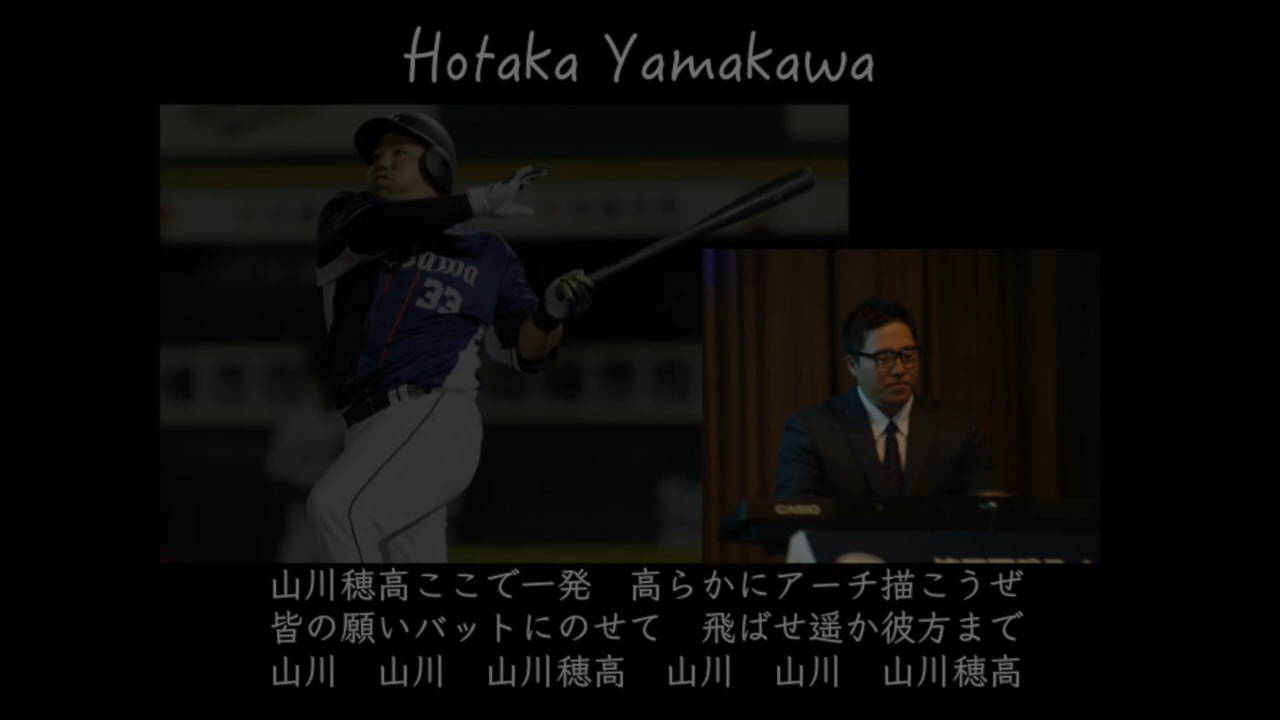 Hotaka Yamakawa
33
CASIO
山川穂高ここで一発　高らかにアーチ描こうぜ
皆の願いバットにのせて　飛ばせ遥か彼方まで
山川　山川　山川穂高　山川　山川　山川穂高